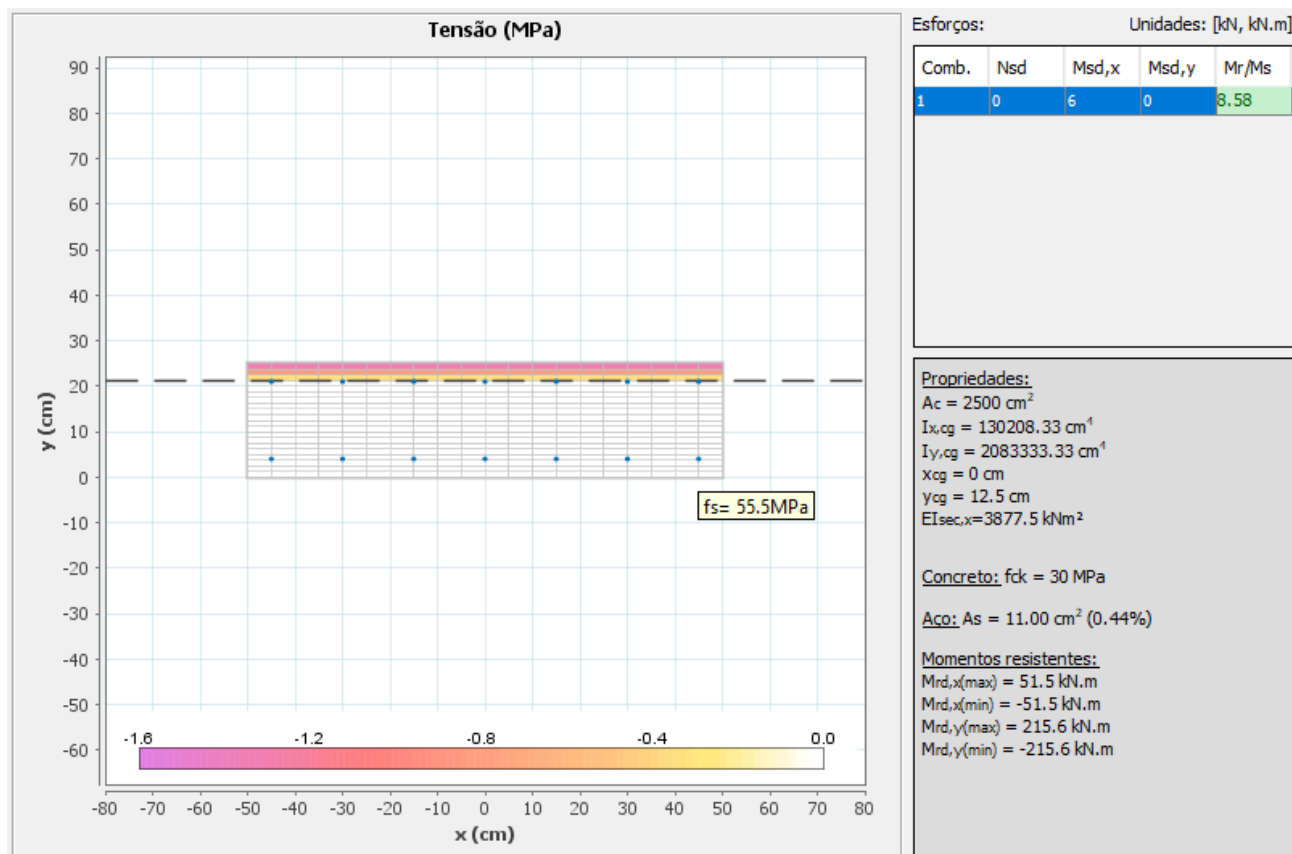 Tensão (MPa)
90
80
70
60
50
40
30
20
10
0
-10
-20
-30
-40
-50
-60
y (cm)
fs= 55.5MPa
-1.6 -1.2 -0.8 -0.4 0.0
-80 -70 -60 -50 -40 -30 -20 -10 0 10 20 30 40 50 60 70 80
x (cm)
Esforços: Unidades: [kN, kN.m]
Comb. Nsd Msd,x Msd,y Mr/Ms
1 0 6 0 8.58
Propriedades:
Ac = 2500 cm²
Ix,cg = 130208.33 cm⁴
Iy,cg = 2083333.33 cm⁴
xcg = 0 cm
ycg = 12.5 cm
EIsec,x=3877.5 kNm²
Concreto: fck = 30 MPa
Aço: As = 11.00 cm² (0.44%)
Momentos resistentes:
Mrd,x(max) = 51.5 kN.m
Mrd,x(min) = -51.5 kN.m
Mrd,y(max) = 215.6 kN.m
Mrd,y(min) = -215.6 kN.m